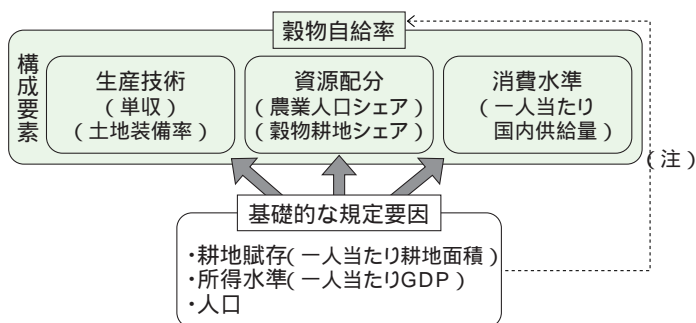 穀物自給率
構成要素
生産技術
(単収)
(土地装備率)
資源配分
(農業人口シェア)
(穀物耕地シェア)
消費水準
(一人当たり
国内供給量)
(注)
基礎的な規定要因
・耕地賦存(一人当たり耕地面積)
・所得水準(一人当たりGDP)
・人口